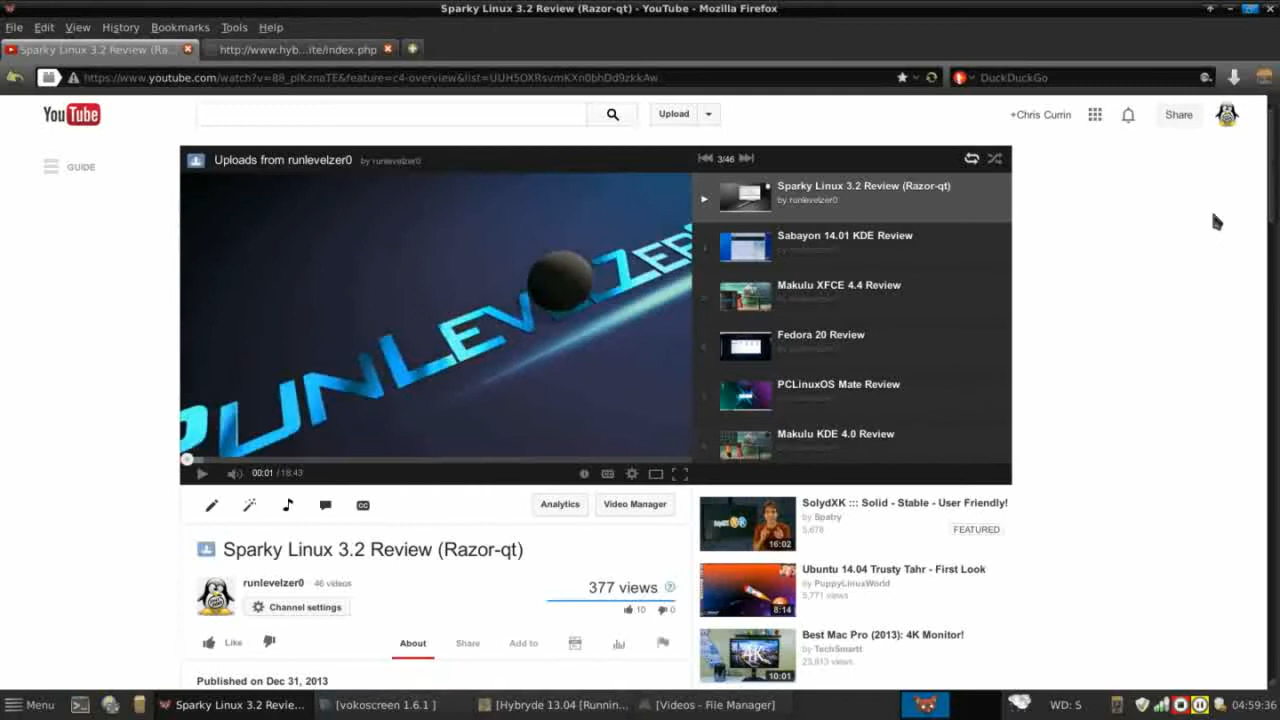 Sparky Linux 3.2 Review (Razor-qt) - YouTube - Mozilla Firefox
File Edit View History Bookmarks Tools Help
Sparky Linux 3.2 Review (Ra... http://www.hyb...ite/index.php
https://www.youtube.com/watch?v=88_pIKznaTE&feature=c4-overview&list=UUH5OXRsvmKXn0bhDd9zkkAw DuckDuckGo
YouTube Upload +Chris Currin Share
GUIDE
Uploads from runlevelzer0 by runlevelzer0 3/46
RUNLEV ZER
Sparky Linux 3.2 Review (Razor-qt)
by runlevelzer0
Sabayon 14.01 KDE Review
Makulu XFCE 4.4 Review
Fedora 20 Review
PCLinuxOS Mate Review
Makulu KDE 4.0 Review
00:01 / 18:43
Analytics Video Manager
Sparky Linux 3.2 Review (Razor-qt)
runlevelzer0 46 videos
Channel settings
377 views
10 0
Like About Share Add to
Published on Dec 31, 2013
SolydXK ::: Solid - Stable - User Friendly!
by Spatry
5,678 FEATURED
16:02
Ubuntu 14.04 Trusty Tahr - First Look
by PuppyLinuxWorld
5,771 views
8:14
Best Mac Pro (2013): 4K Monitor!
by TechSmartt
23,813 views
4K
10:01
Menu Sparky Linux 3.2 Revie... [vokoscreen 1.6.1 ] [Hybryde 13.04 [Runnin... [Videos - File Manager] WD: S 04:59:36